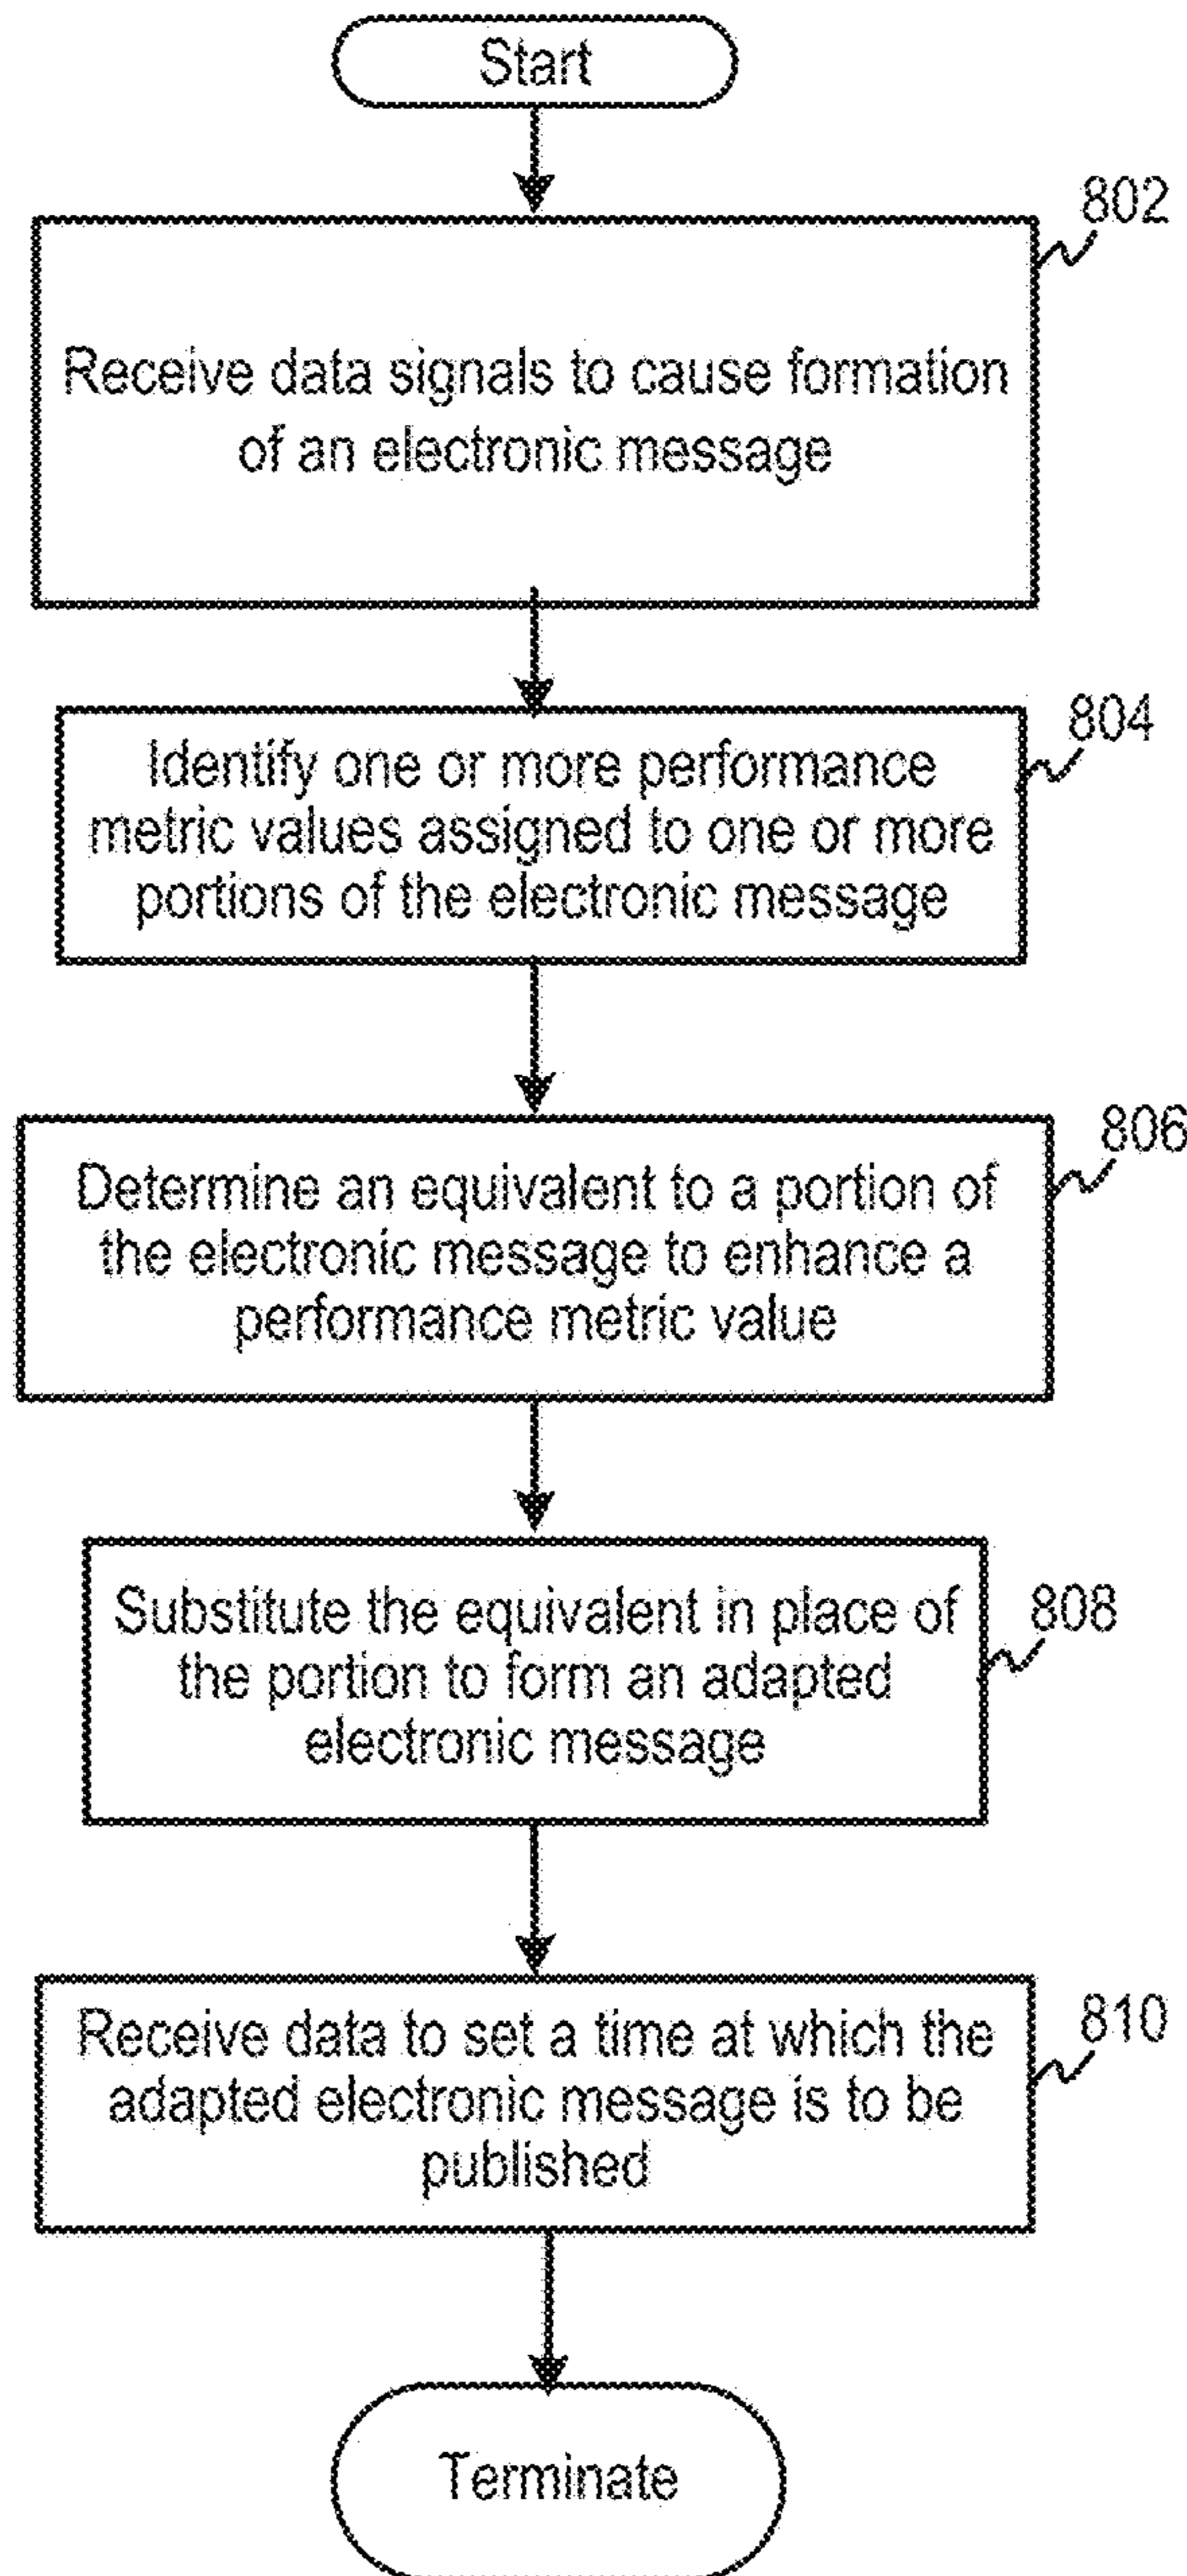 Start
802
Receive data signals to cause formation
of an electronic message
804
Identify one or more performance
metric values assigned to one or more
portions of the electronic message
806
Determine an equivalent to a portion of
the electronic message to enhance a
performance metric value
808
Substitute the equivalent in place of
the portion to form an adapted
electronic message
810
Receive data to set a time at which the
adapted electronic message is to be
published
Terminate